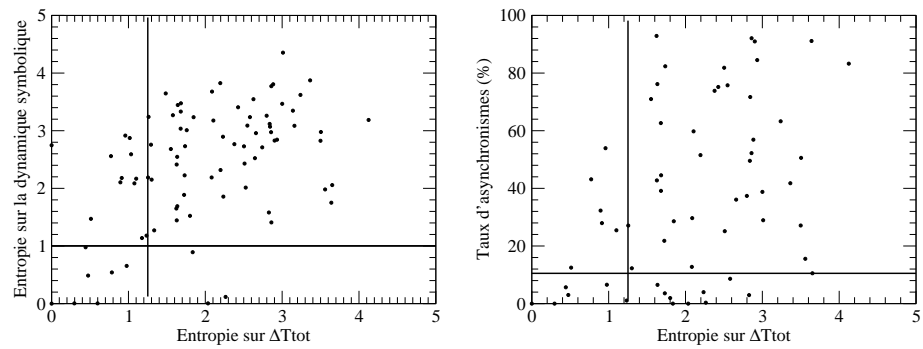 5
4
3
2
1
0
Entropie sur la dynamique symbolique
0 1 2 3 4 5
Entropie sur ΔTtot
100
80
60
40
20
0
Taux d'asynchronismes (%)
0 1 2 3 4 5
Entropie sur ΔTtot